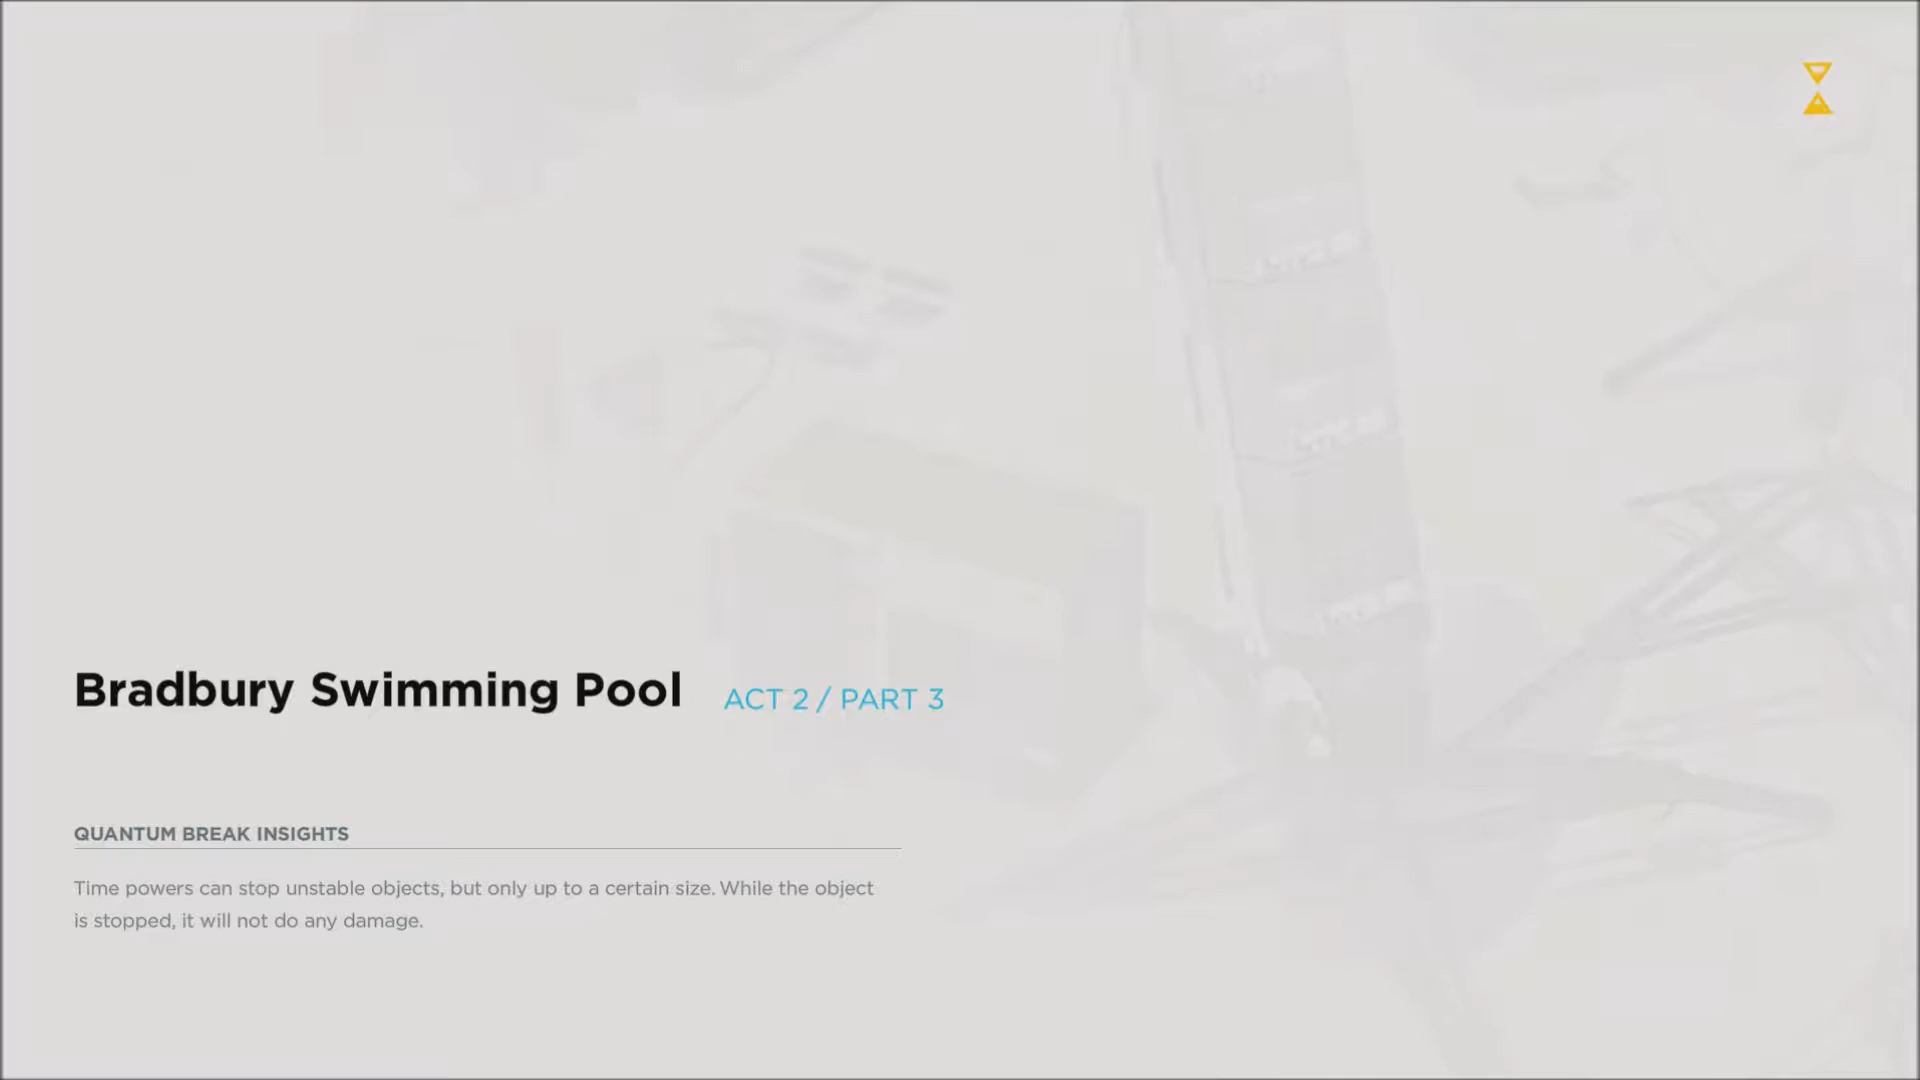 Bradbury Swimming Pool ACT 2 / PART 3
QUANTUM BREAK INSIGHTS
Time powers can stop unstable objects, but only up to a certain size. While the object
is stopped, it will not do any damage.